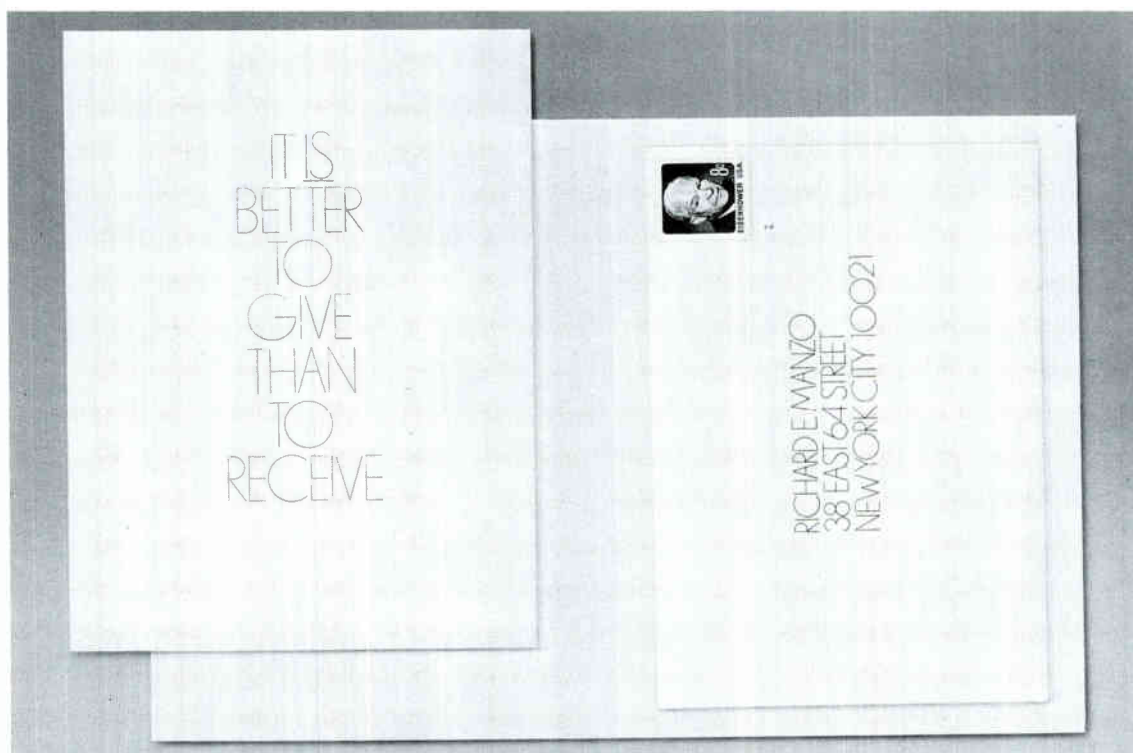 IT IS
BETTER
TO
GIVE
THAN
TO
RECEIVE
8¢
EISENHOWER USA
RICHARD E MANZO
38 EAST 64 STREET
NEW YORK CITY 10021